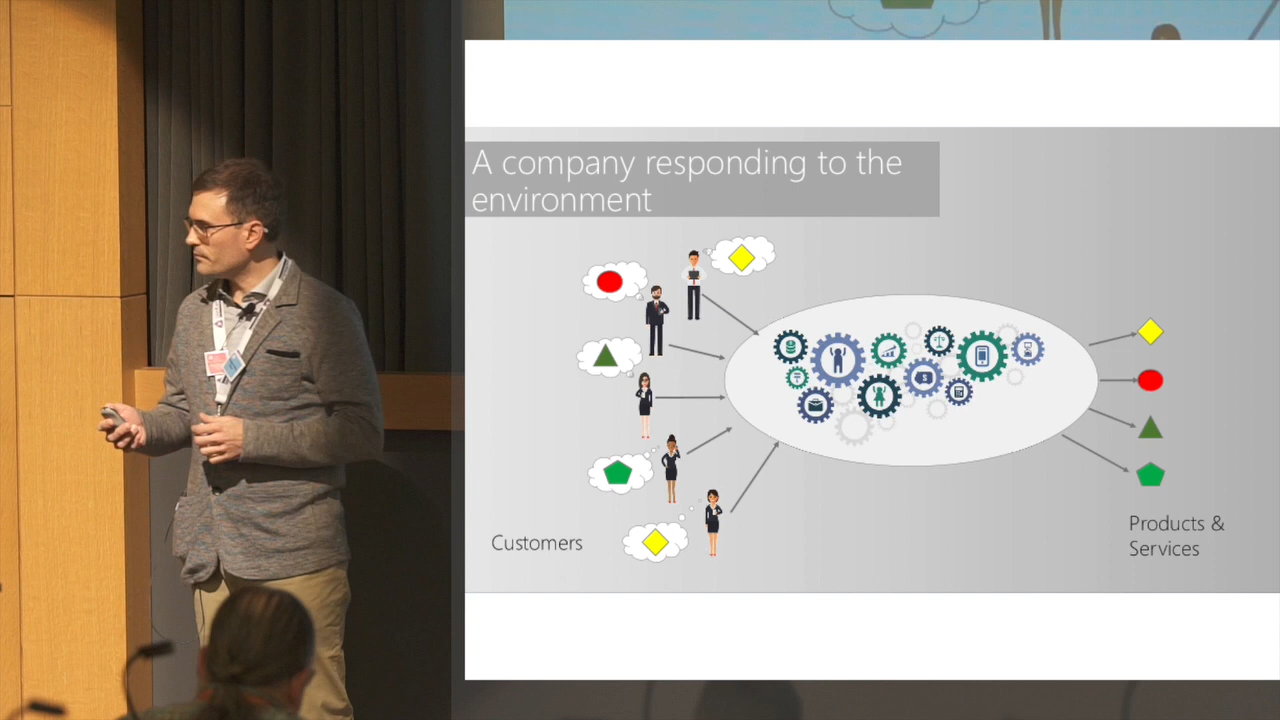 A company responding to the
environment
Customers
Products &
Services